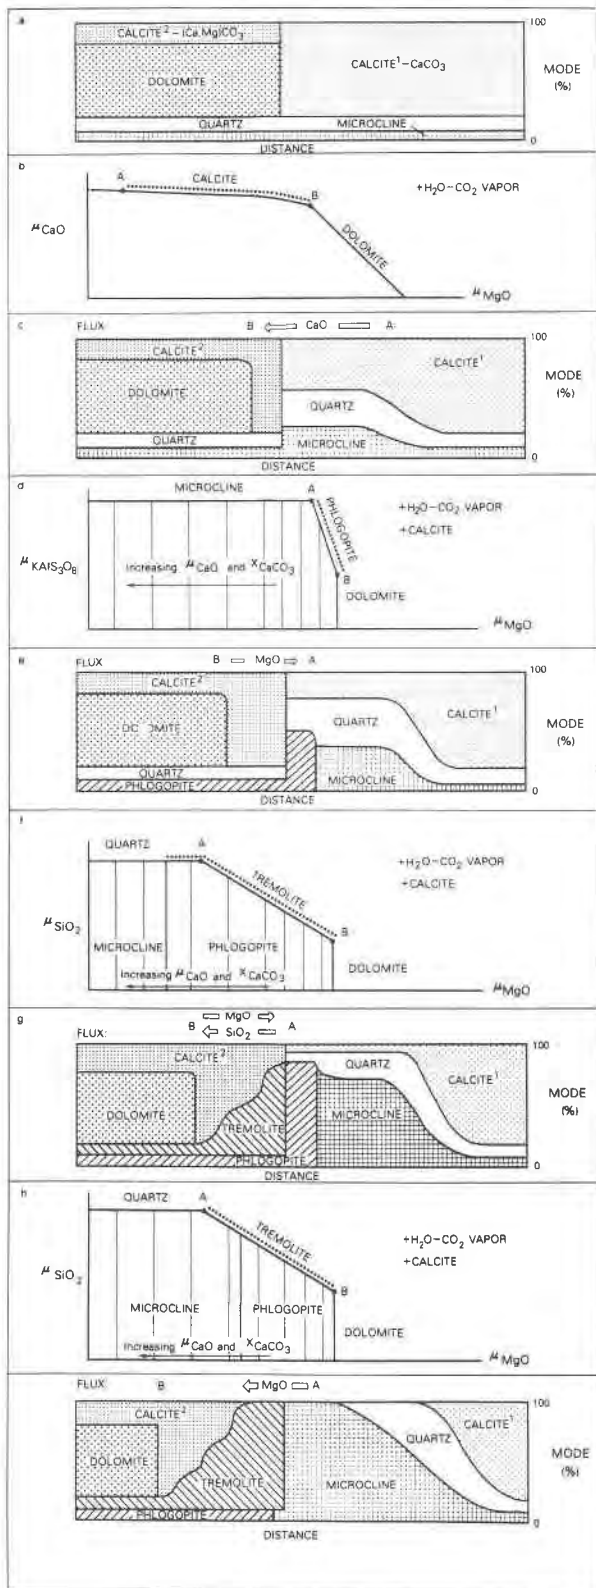 a
100
CALCITE² – (Ca,Mg)CO₃
CALCITE¹–CaCO₃
MODE
(%)
DOLOMITE
QUARTZ
MICROCLINE
0
DISTANCE
b
A
CALCITE
B
+H₂O–CO₂ VAPOR
μCaO
DOLOMITE
μMgO
c
FLUX
B
CaO
A
100
CALCITE²
CALCITE¹
MODE
(%)
DOLOMITE
QUARTZ
QUARTZ
MICROCLINE
0
DISTANCE
d
MICROCLINE
A
+H₂O–CO₂ VAPOR
PHLOGOPITE
+CALCITE
μKAlS₃O₈
Increasing μCaO and XCaCO₃
B
DOLOMITE
μMgO
e
FLUX
B
MgO
A
100
CALCITE²
CALCITE¹
MODE
(%)
DO OMITE
QUARTZ
QUARTZ
MICROCLINE
PHLOGOPITE
0
DISTANCE
f
QUARTZ
A
+H₂O–CO₂ VAPOR
TREMOLITE
+CALCITE
μSiO₂
B
MICROCLINE
PHLOGOPITE
DOLOMITE
Increasing μCaO and XCaCO₃
μMgO
MgO
g
FLUX:
B
SiO₂
A
100
CALCITE²
QUARTZ
CALCITE¹
MODE
(%)
DOLOMITE
TREMOLITE
MICROCLINE
PHLOGOPITE
0
DISTANCE
h
QUARTZ
A
+H₂O–CO₂ VAPOR
TREMOLITE
+CALCITE
μSiO₂
B
MICROCLINE
PHLOGOPITE
DOLOMITE
Increasing μCaO and XCaCO₃
μMgO
FLUX
B
MgO
A
100
CALCITE²
CALCITE¹
QUARTZ
MODE
(%)
DOLOMITE
TREMOLITE
MICROCLINE
PHLOGOPITE
0
DISTANCE